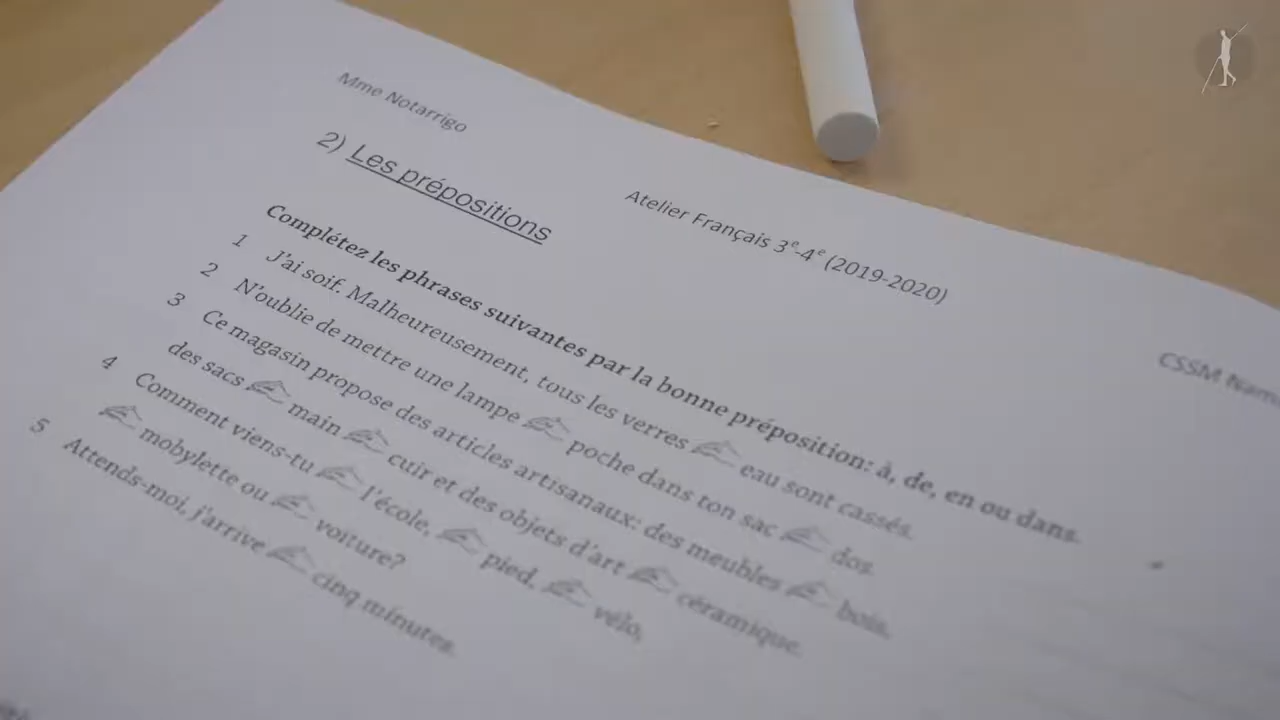 Mme Notarrigo
Atelier Français 3e-4e (2019-2020)
CSSM
2) Les prépositions
Complétez les phrases suivantes par la bonne préposition: à, de, en ou dans.
1 J'ai soif. Malheureusement, tous les verres ✍ eau sont cassés.
2 N'oublie de mettre une lampe ✍ poche dans ton sac ✍ dos.
3 Ce magasin propose des articles artisanaux: des meubles ✍ bois,
des sacs ✍ main ✍ cuir et des objets d'art ✍ céramique.
4 Comment viens-tu ✍ l'école, ✍ pied, ✍ vélo,
✍ mobylette ou ✍ voiture?
5 Attends-moi, j'arrive ✍ cinq minutes.